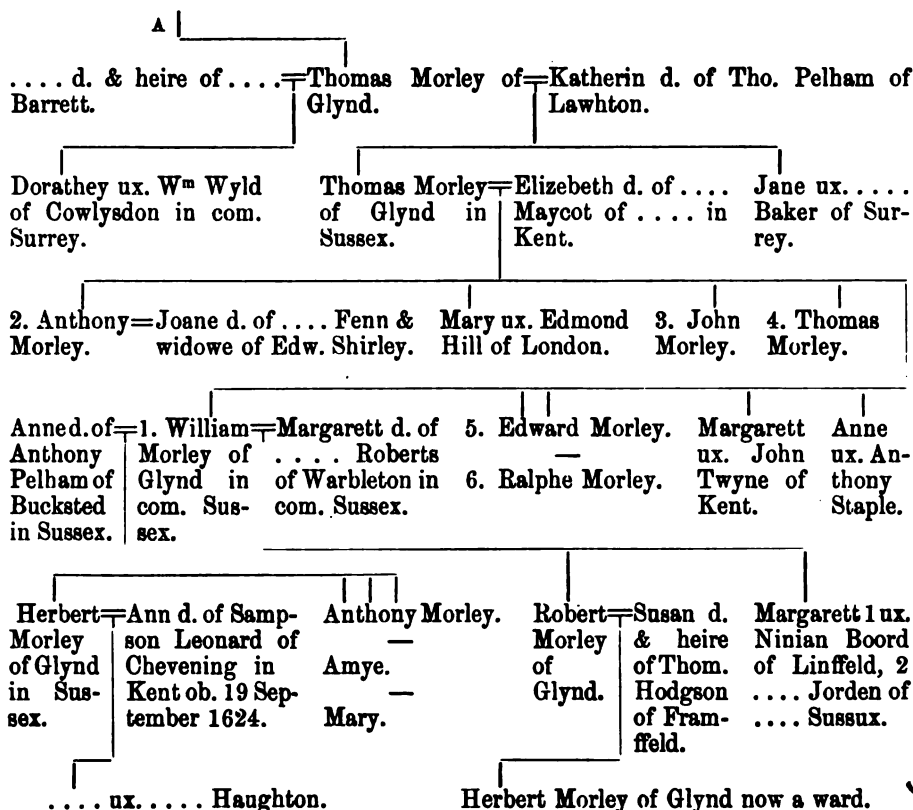 A
. . . . d. & heire of . . . .=Thomas Morley of=Katherin d. of Tho. Pelham of
Barrett. Glynd. Lawhton.
Dorathey ux. Wᵐ Wyld Thomas Morley=Elizebeth d. of . . . . Jane ux. . . . .
of Cowlysdon in com. of Glynd in Maycot of . . . . in Baker of Sur-
Surrey. Sussex. Kent. rey.
2. Anthony=Joane d. of . . . . Fenn & Mary ux. Edmond 3. John 4. Thomas
Morley. widowe of Edw. Shirley. Hill of London. Morley. Morley.
Anne d. of=1. William=Margarett d. of 5. Edward Morley. Margarett Anne
Anthony Morley of . . . . Roberts — ux. John ux. An-
Pelham of Glynd in of Warbleton in 6. Ralphe Morley. Twyne of thony
Bucksted com. Sus- com. Sussex. Kent. Staple.
in Sussex. sex.
Herbert=Ann d. of Samp- Anthony Morley. Robert=Susan d. Margarett 1 ux.
Morley son Leonard of — Morley & heire Ninian Boord
of Glynd Chevening in Amye. of of Thom. of Linffeld, 2
in Sus- Kent ob. 19 Sep- — Glynd. Hodgson . . . . Jorden of
sex. tember 1624. Mary. of Fram- . . . . Sussux.
ffeld.
. . . . ux. . . . . Haughton. Herbert Morley of Glynd now a ward.